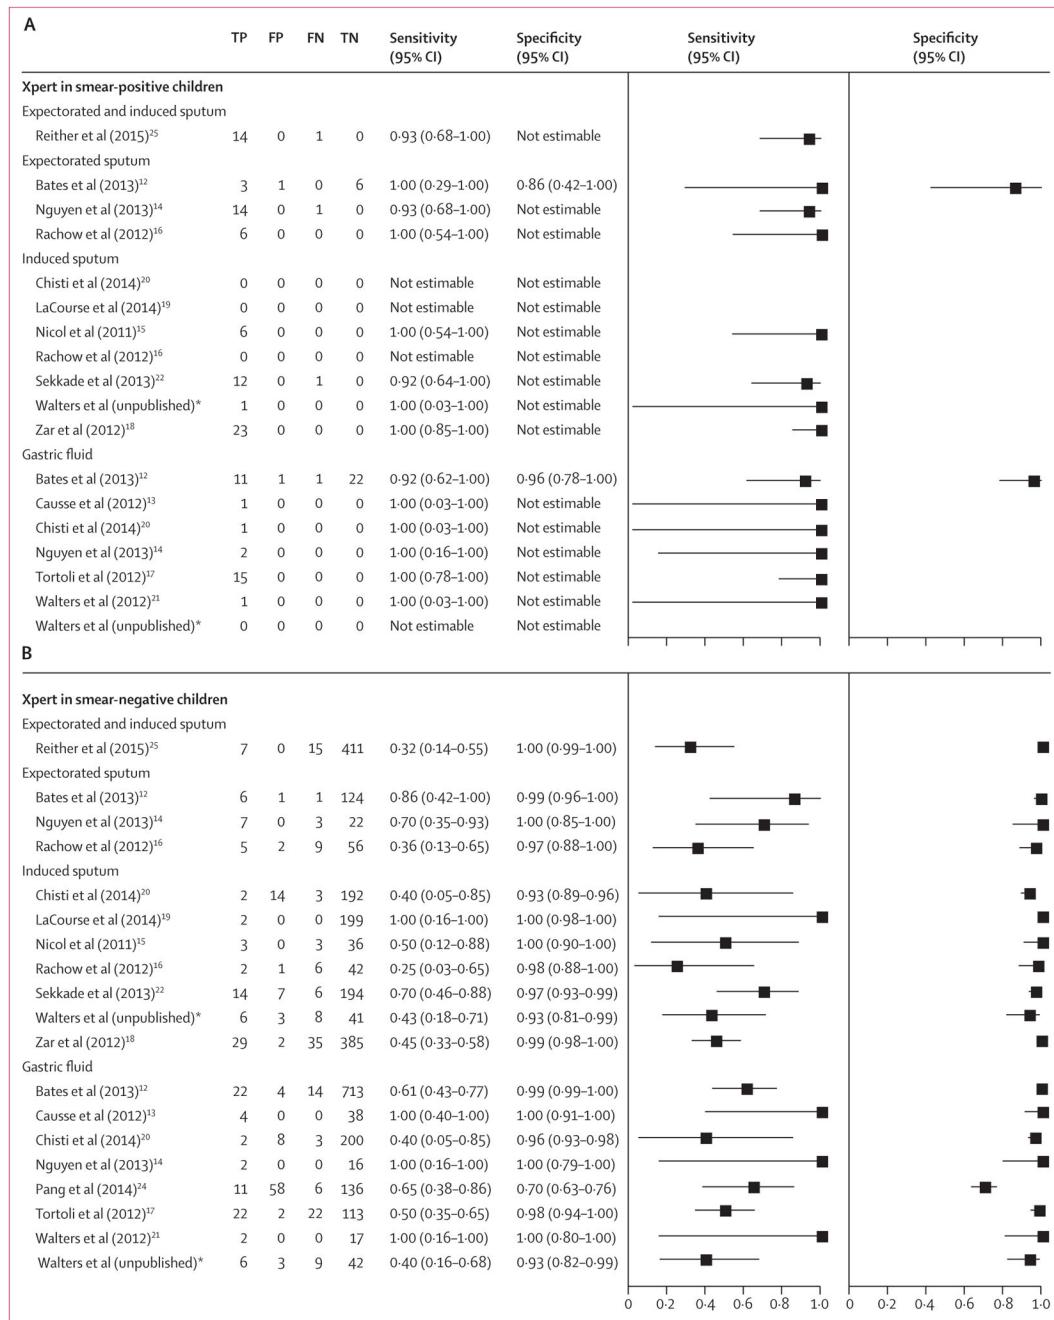 A
TP FP FN TN Sensitivity (95% CI) Specificity (95% CI) Sensitivity (95% CI) Specificity (95% CI)
Xpert in smear-positive children
Expectorated and induced sputum
Reither et al (2015)25 14 0 1 0 0·93 (0·68–1·00) Not estimable
Expectorated sputum
Bates et al (2013)12 3 1 0 6 1·00 (0·29–1·00) 0·86 (0·42–1·00)
Nguyen et al (2013)14 14 0 1 0 0·93 (0·68–1·00) Not estimable
Rachow et al (2012)16 6 0 0 0 1·00 (0·54–1·00) Not estimable
Induced sputum
Chisti et al (2014)20 0 0 0 0 Not estimable Not estimable
LaCourse et al (2014)19 0 0 0 0 Not estimable Not estimable
Nicol et al (2011)15 6 0 0 0 1·00 (0·54–1·00) Not estimable
Rachow et al (2012)16 0 0 0 0 Not estimable Not estimable
Sekkade et al (2013)22 12 0 1 0 0·92 (0·64–1·00) Not estimable
Walters et al (unpublished)* 1 0 0 0 1·00 (0·03–1·00) Not estimable
Zar et al (2012)18 23 0 0 0 1·00 (0·85–1·00) Not estimable
Gastric fluid
Bates et al (2013)12 11 1 1 22 0·92 (0·62–1·00) 0·96 (0·78–1·00)
Causse et al (2012)13 1 0 0 0 1·00 (0·03–1·00) Not estimable
Chisti et al (2014)20 1 0 0 0 1·00 (0·03–1·00) Not estimable
Nguyen et al (2013)14 2 0 0 0 1·00 (0·16–1·00) Not estimable
Tortoli et al (2012)17 15 0 0 0 1·00 (0·78–1·00) Not estimable
Walters et al (2012)21 1 0 0 0 1·00 (0·03–1·00) Not estimable
Walters et al (unpublished)* 0 0 0 0 Not estimable Not estimable
B
Xpert in smear-negative children
Expectorated and induced sputum
Reither et al (2015)25 7 0 15 411 0·32 (0·14–0·55) 1·00 (0·99–1·00)
Expectorated sputum
Bates et al (2013)12 6 1 1 124 0·86 (0·42–1·00) 0·99 (0·96–1·00)
Nguyen et al (2013)14 7 0 3 22 0·70 (0·35–0·93) 1·00 (0·85–1·00)
Rachow et al (2012)16 5 2 9 56 0·36 (0·13–0·65) 0·97 (0·88–1·00)
Induced sputum
Chisti et al (2014)20 2 14 3 192 0·40 (0·05–0·85) 0·93 (0·89–0·96)
LaCourse et al (2014)19 2 0 0 199 1·00 (0·16–1·00) 1·00 (0·98–1·00)
Nicol et al (2011)15 3 0 3 36 0·50 (0·12–0·88) 1·00 (0·90–1·00)
Rachow et al (2012)16 2 1 6 42 0·25 (0·03–0·65) 0·98 (0·88–1·00)
Sekkade et al (2013)22 14 7 6 194 0·70 (0·46–0·88) 0·97 (0·93–0·99)
Walters et al (unpublished)* 6 3 8 41 0·43 (0·18–0·71) 0·93 (0·81–0·99)
Zar et al (2012)18 29 2 35 385 0·45 (0·33–0·58) 0·99 (0·98–1·00)
Gastric fluid
Bates et al (2013)12 22 4 14 713 0·61 (0·43–0·77) 0·99 (0·99–1·00)
Causse et al (2012)13 4 0 0 38 1·00 (0·40–1·00) 1·00 (0·91–1·00)
Chisti et al (2014)20 2 8 3 200 0·40 (0·05–0·85) 0·96 (0·93–0·98)
Nguyen et al (2013)14 2 0 0 16 1·00 (0·16–1·00) 1·00 (0·79–1·00)
Pang et al (2014)24 11 58 6 136 0·65 (0·38–0·86) 0·70 (0·63–0·76)
Tortoli et al (2012)17 22 2 22 113 0·50 (0·35–0·65) 0·98 (0·94–1·00)
Walters et al (2012)21 2 0 0 17 1·00 (0·16–1·00) 1·00 (0·80–1·00)
Walters et al (unpublished)* 6 3 9 42 0·40 (0·16–0·68) 0·93 (0·82–0·99)
0 0·2 0·4 0·6 0·8 1·0 0 0·2 0·2 0·6 0·8 1·0